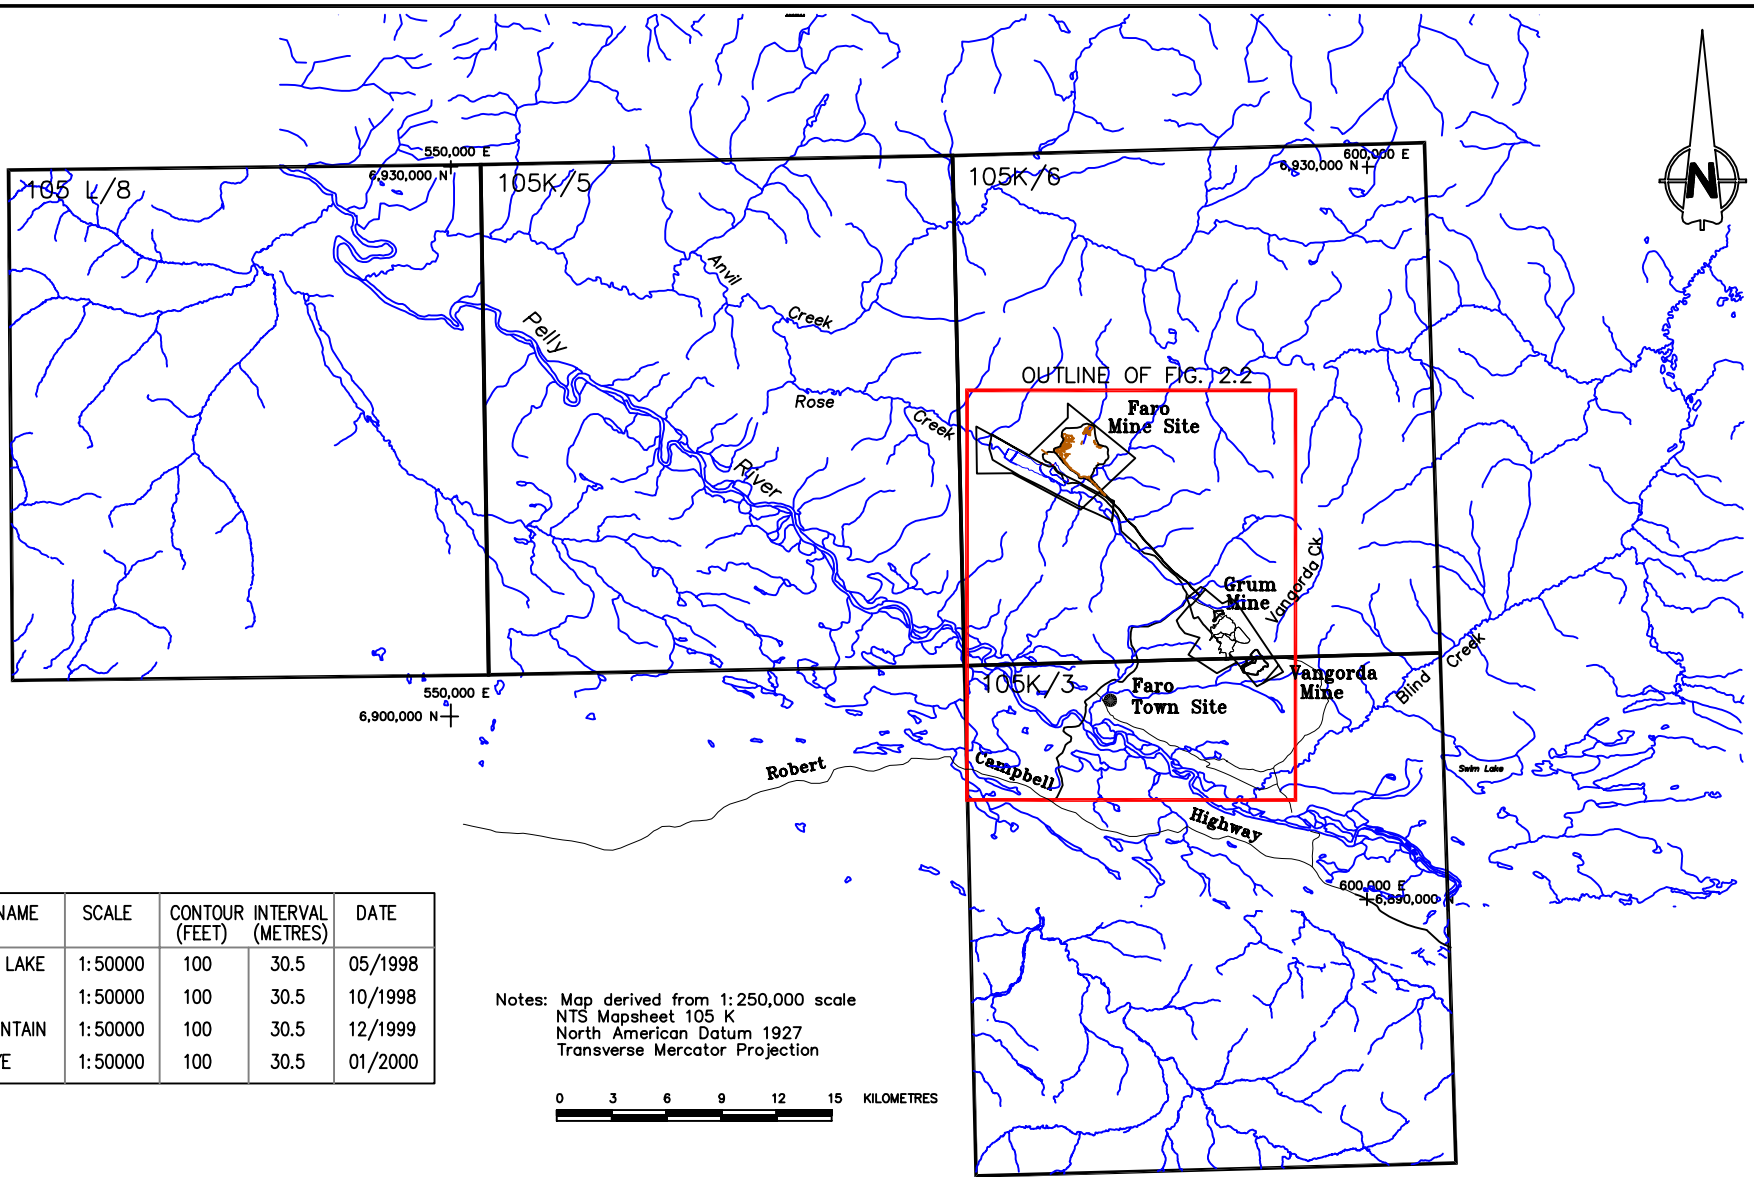 550,000 E
6,930,000 N
600,000 E
6,930,000 N
105 L/8
105K/5
105K/6
N
Anvil
Creek
Pelly
River
OUTLINE OF FIG. 2.2
Rose
Creek
Faro
Mine Site
Vangorda Ck
Grum
Mine
Blind Creek
105K/3
Faro
Town Site
Vangorda
Mine
550,000 E
6,900,000 N
Robert
Campbell
Highway
Swim Lake
600,000 E
6,890,000 N
NAME SCALE CONTOUR INTERVAL DATE
(FEET) (METRES)
LAKE 1:50000 100 30.5 05/1998
1:50000 100 30.5 10/1998
NTAIN 1:50000 100 30.5 12/1999
E 1:50000 100 30.5 01/2000
Notes: Map derived from 1:250,000 scale
NTS Mapsheet 105 K
North American Datum 1927
Transverse Mercator Projection
0 3 6 9 12 15 KILOMETRES